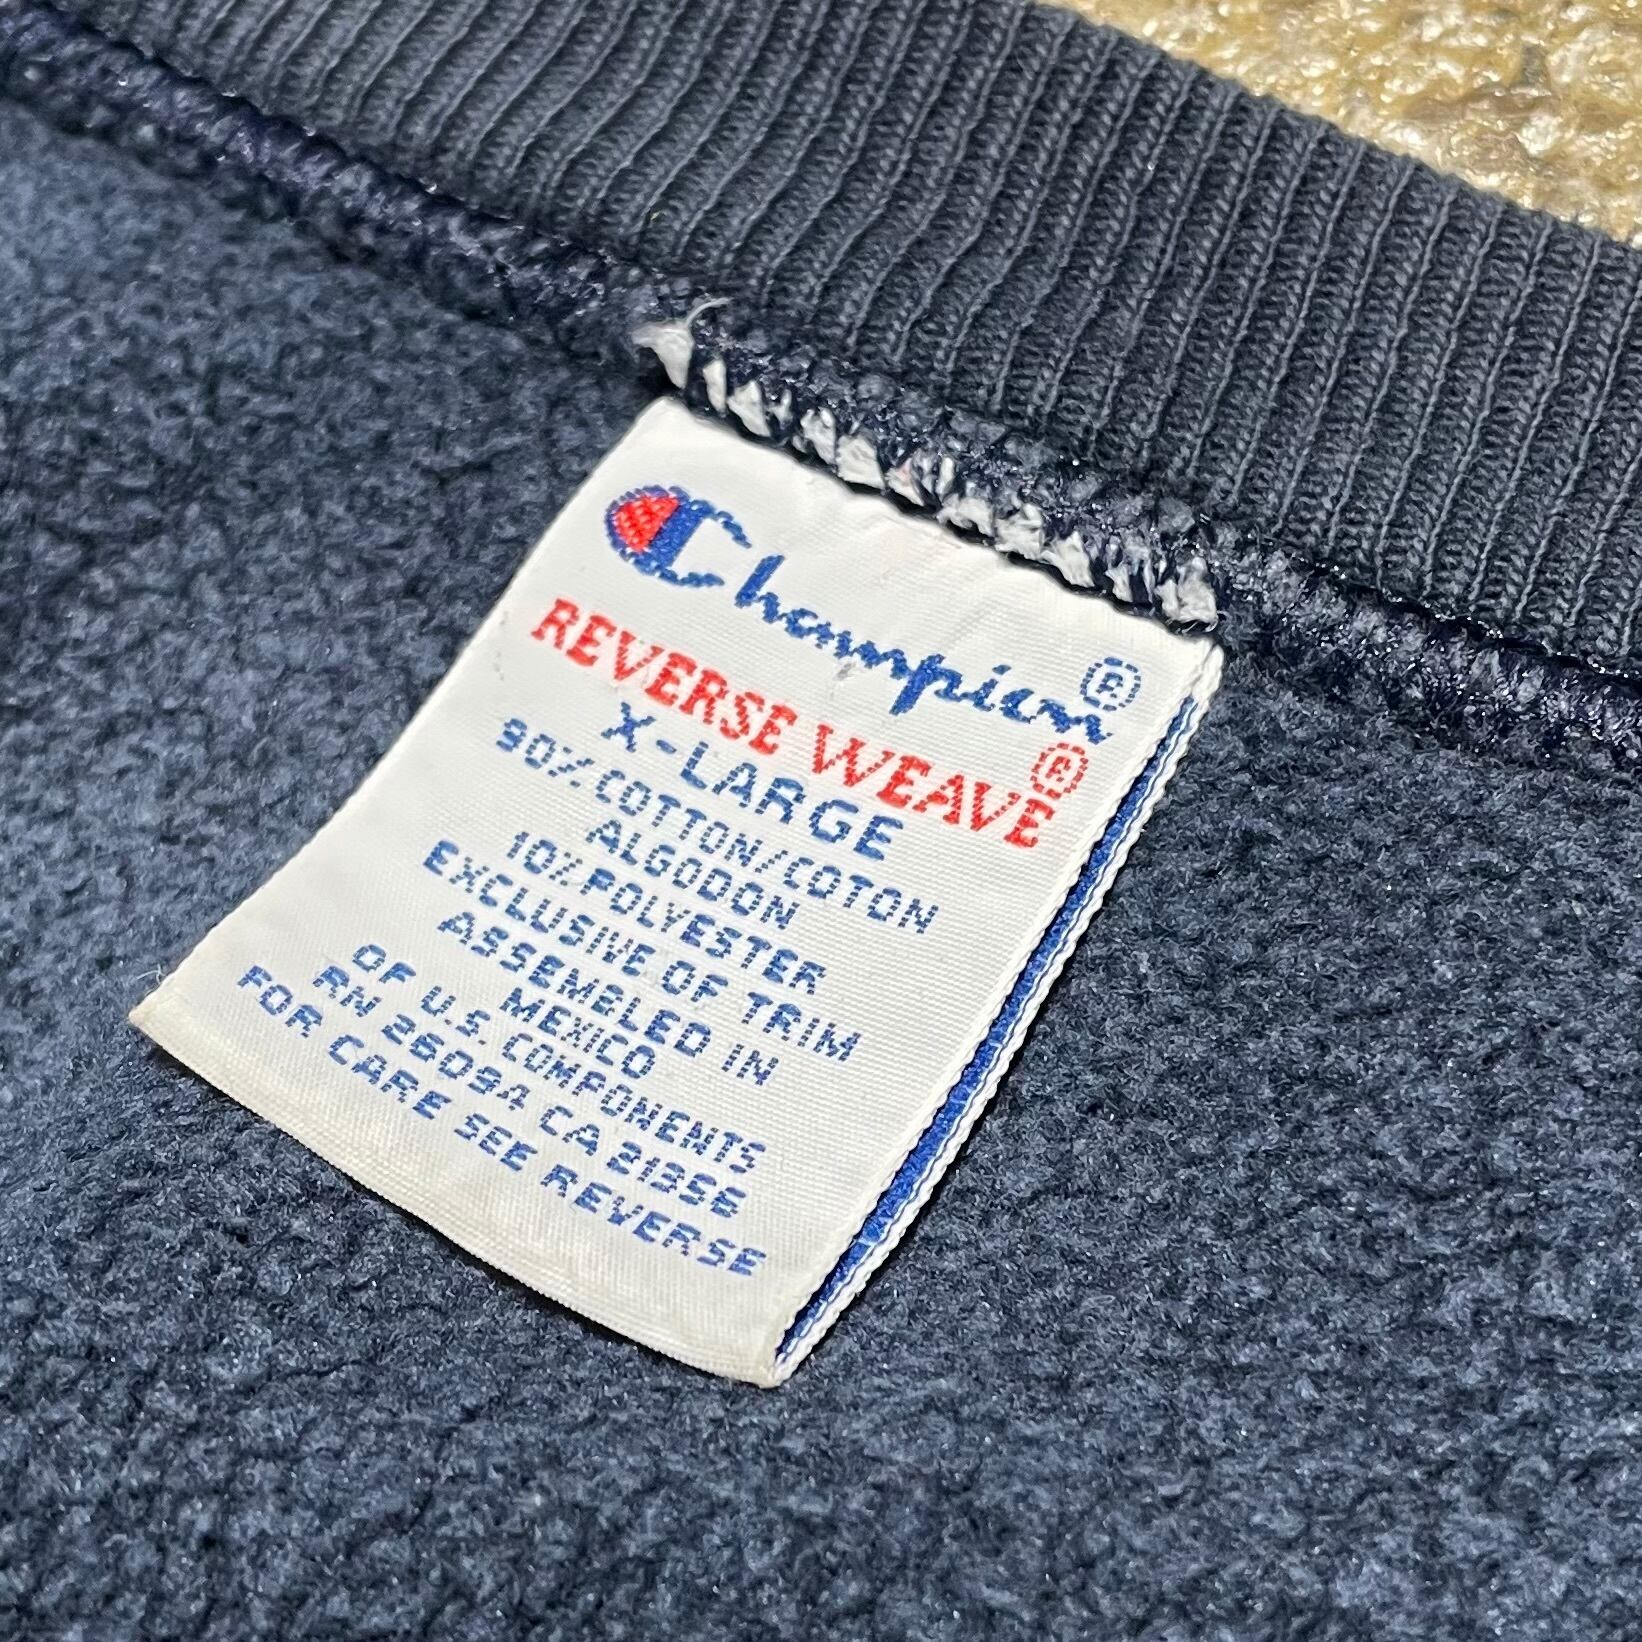 Champion®
REVERSE WEAVE®
X-LARGE
90% COTTON/COTON
ALGODON
10% POLYESTER
EXCLUSIVE OF TRIM
ASSEMBLED IN
MEXICO
OF U.S. COMPONENTS
RN 26094 CA 21356
FOR CARE SEE REVERSE